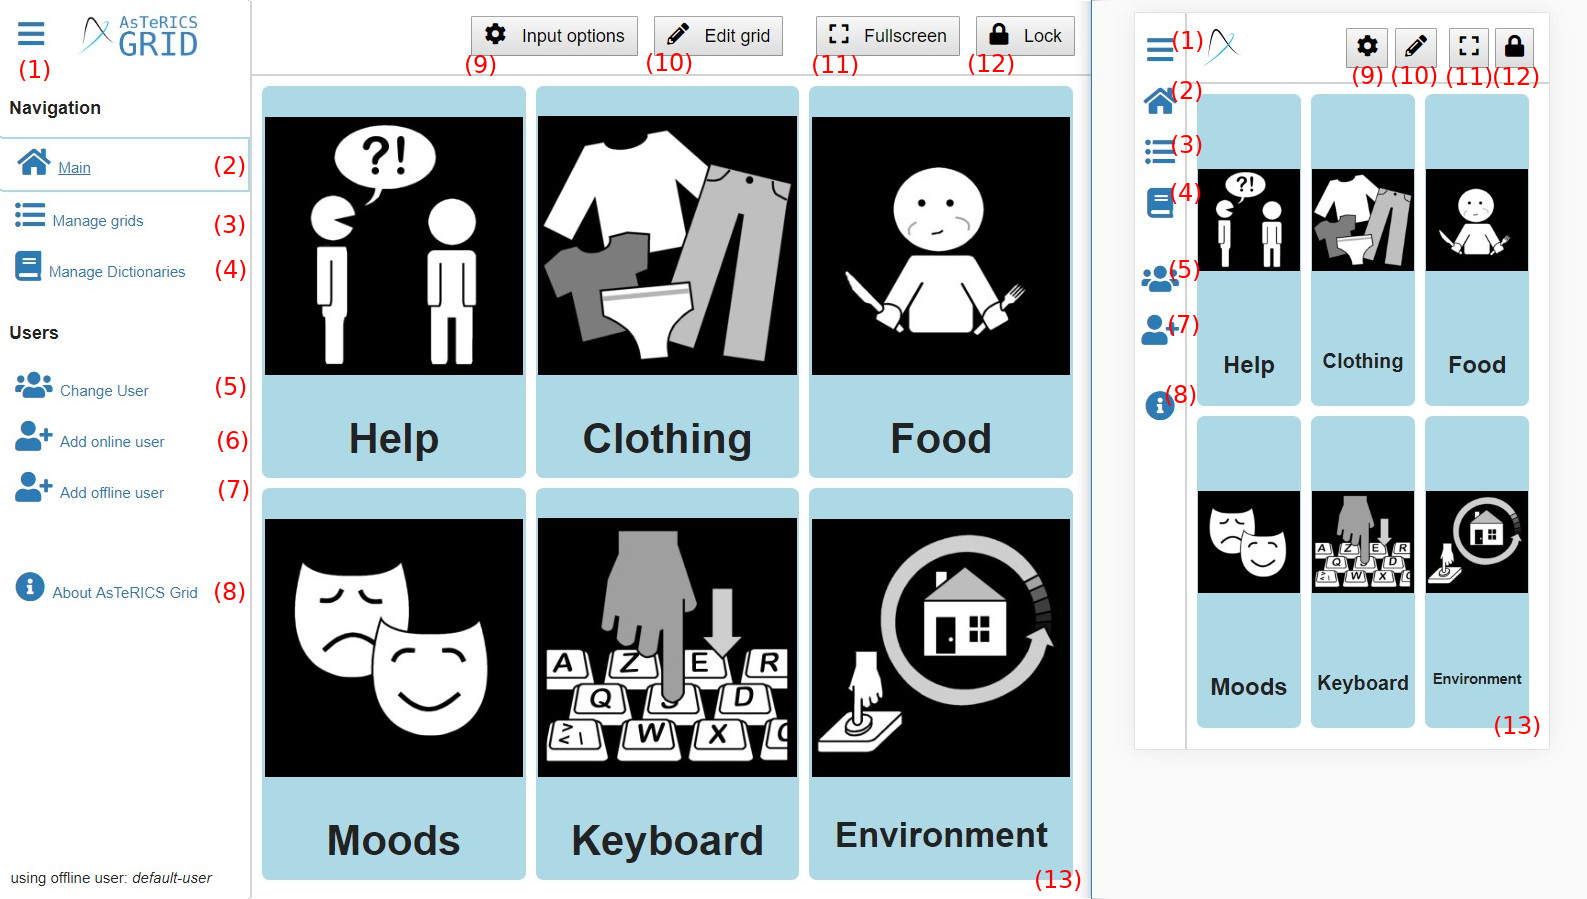 AsTeRICS
GRID
(1)
Navigation
Main (2)
Manage grids (3)
Manage Dictionaries (4)
Users
Change User (5)
Add online user (6)
Add offline user (7)
About AsTeRICS Grid (8)
using offline user: default-user
Input options Edit grid Fullscreen Lock
(9) (10) (11) (12)
?!
Help Clothing Food
A Z E R
Q S D
W X
Moods Keyboard Environment
(13)
(1)
(2)
(3)
(4)
(5)
(7)
(8)
(9) (10) (11) (12)
?!
Help Clothing Food
A Z E R
Q S D
W X
Moods Keyboard Environment
(13)